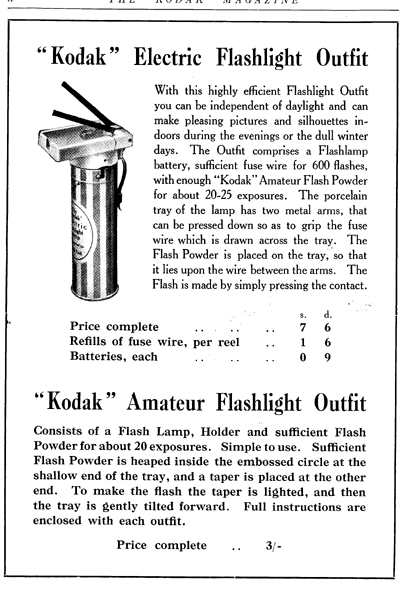 THE KODAK MAGAZINE
"Kodak" Electric Flashlight Outfit
With this highly efficient Flashlight Outfit
you can be independent of daylight and can
make pleasing pictures and silhouettes in-
doors during the evenings or the dull winter
days. The Outfit comprises a Flashlamp
battery, sufficient fuse wire for 600 flashes,
with enough "Kodak" Amateur Flash Powder
for about 20-25 exposures. The porcelain
tray of the lamp has two metal arms, that
can be pressed down so as to grip the fuse
wire which is drawn across the tray. The
Flash Powder is placed on the tray, so that
it lies upon the wire between the arms. The
Flash is made by simply pressing the contact.
s. d.
Price complete .. .. .. 7 6
Refills of fuse wire, per reel .. 1 6
Batteries, each .. .. .. 0 9
"Kodak" Amateur Flashlight Outfit
Consists of a Flash Lamp, Holder and sufficient Flash
Powder for about 20 exposures. Simple to use. Sufficient
Flash Powder is heaped inside the embossed circle at the
shallow end of the tray, and a taper is placed at the other
end. To make the flash the taper is lighted, and then
the tray is gently tilted forward. Full instructions are
enclosed with each outfit.
Price complete .. 3/-